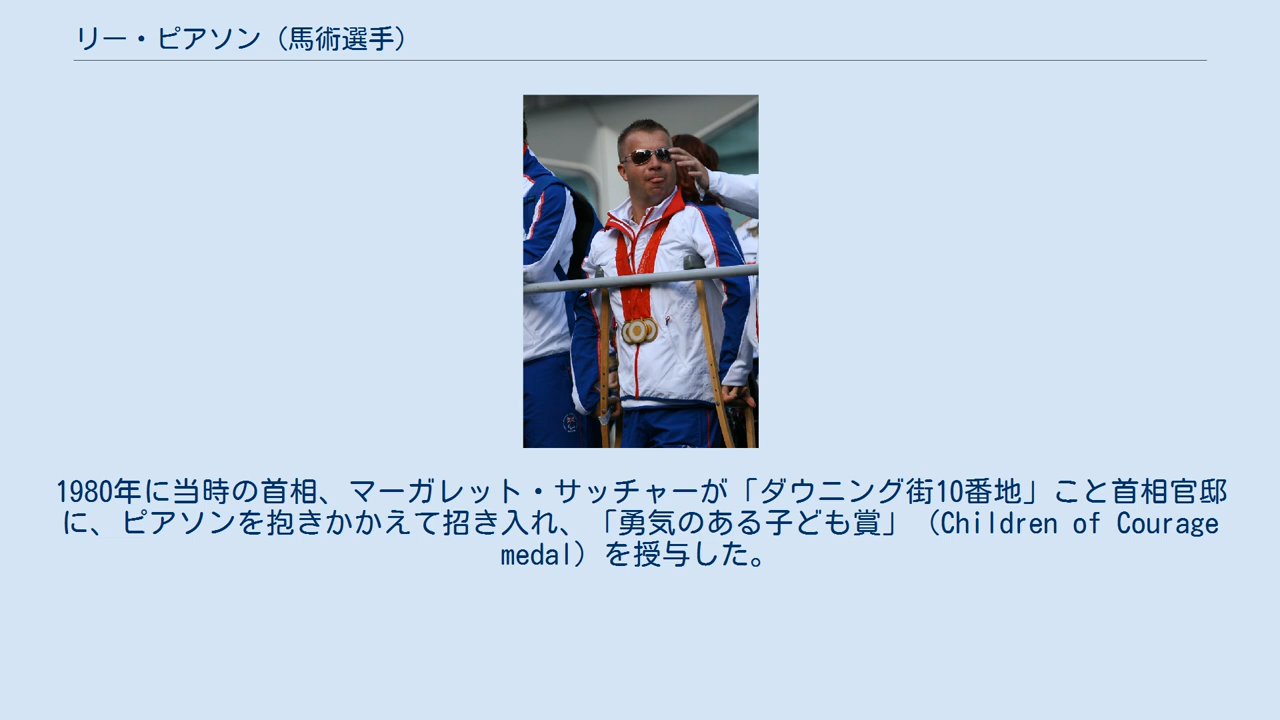 リー・ピアソン（馬術選手）
1980年に当時の首相、マーガレット・サッチャーが「ダウニング街10番地」こと首相官邸
に、ピアソンを抱きかかえて招き入れ、「勇気のある子ども賞」（Children of Courage
medal）を授与した。